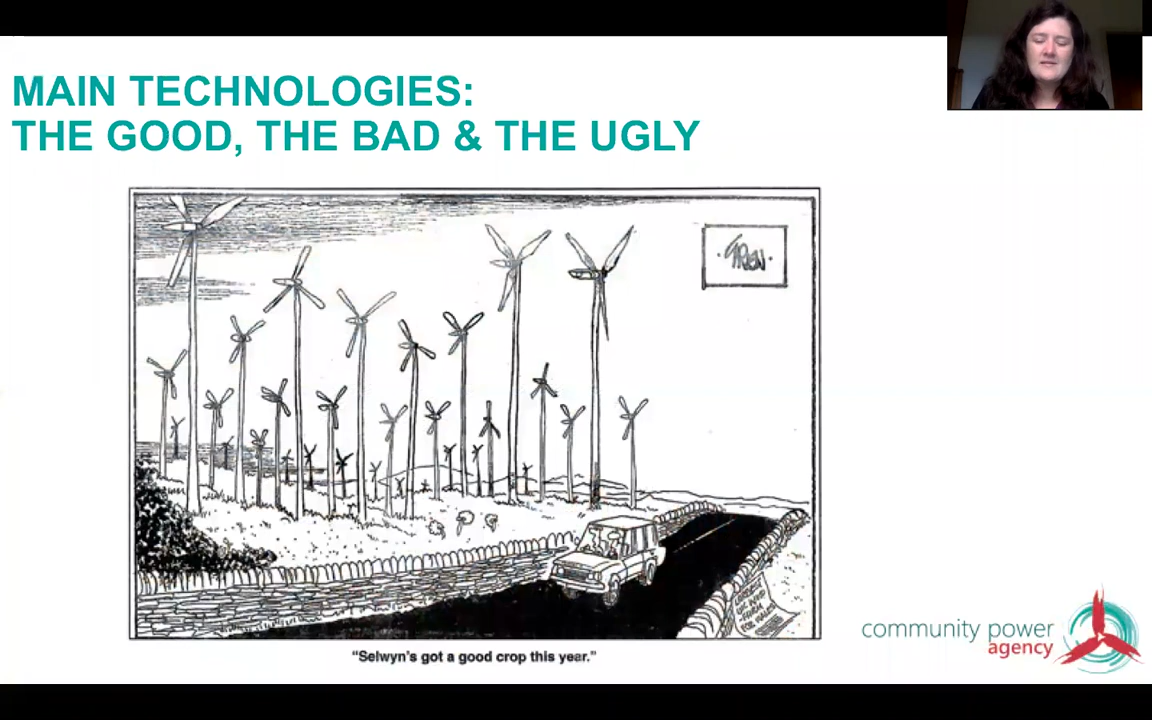 MAIN TECHNOLOGIES:
THE GOOD, THE BAD & THE UGLY
"Selwyn's got a good crop this year."
community power
agency